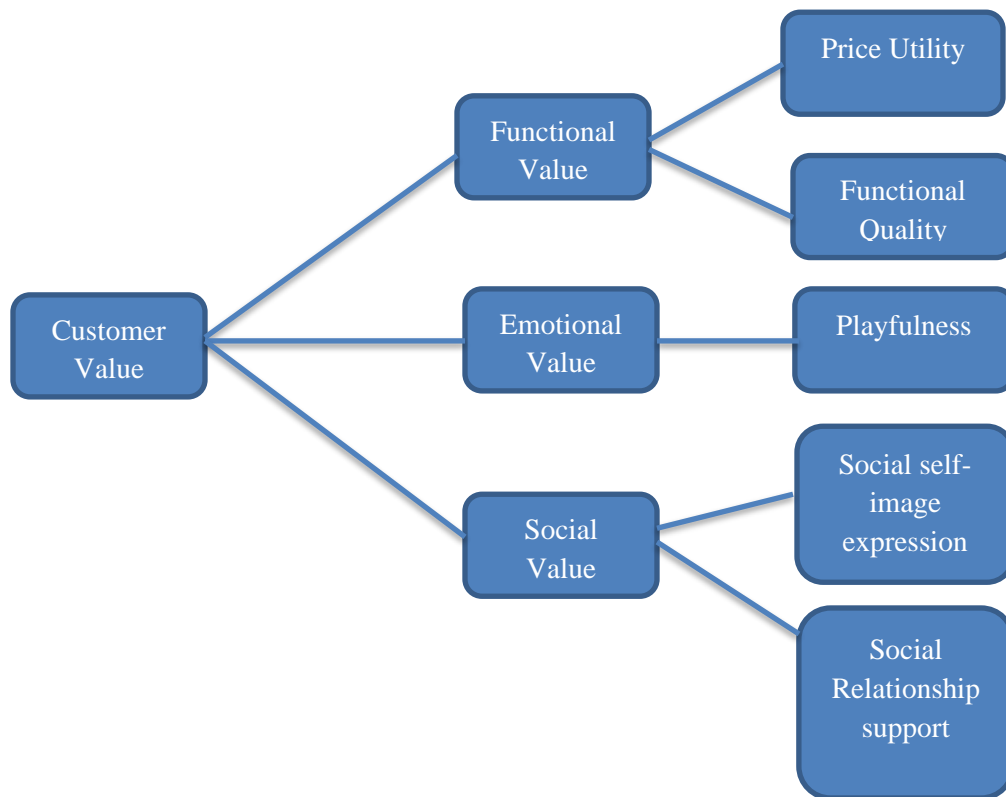 Price Utility
Functional
Value
Functional
Quality
Customer
Value
Emotional
Value
Playfulness
Social self-
image
expression
Social
Value
Social
Relationship
support